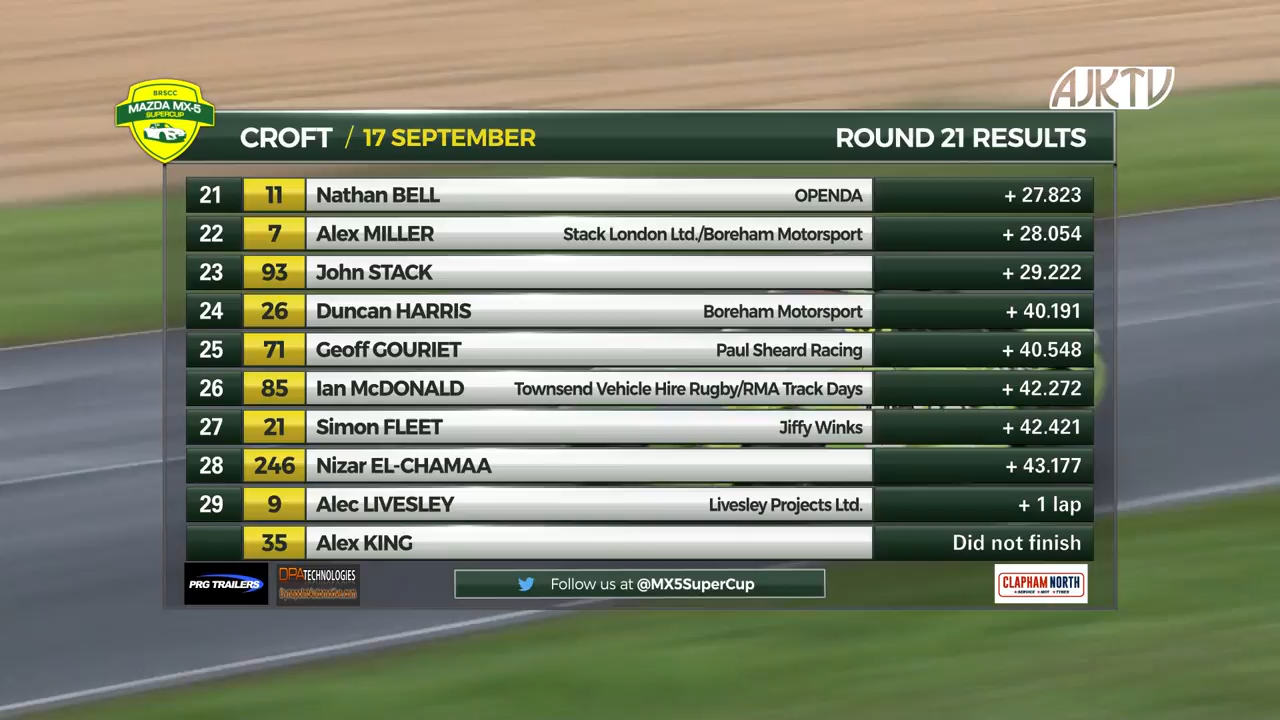 AJKTV
BRSCC
MAZDA MX-5
SUPERCUP
CROFT / 17 SEPTEMBER ROUND 21 RESULTS
21 11 Nathan BELL OPENDA + 27.823
22 7 Alex MILLER Stack London Ltd./Boreham Motorsport + 28.054
23 93 John STACK + 29.222
24 26 Duncan HARRIS Boreham Motorsport + 40.191
25 71 Geoff GOURIET Paul Sheard Racing + 40.548
26 85 Ian McDONALD Townsend Vehicle Hire Rugby/RMA Track Days + 42.272
27 21 Simon FLEET Jiffy Winks + 42.421
28 246 Nizar EL-CHAMAA + 43.177
29 9 Alec LIVESLEY Livesley Projects Ltd. + 1 lap
35 Alex KING Did not finish
PRG TRAILERS
DPATECHNOLOGIES
Follow us at @MX5SuperCup
CLAPHAM NORTH
SERVICE MOT TYRES